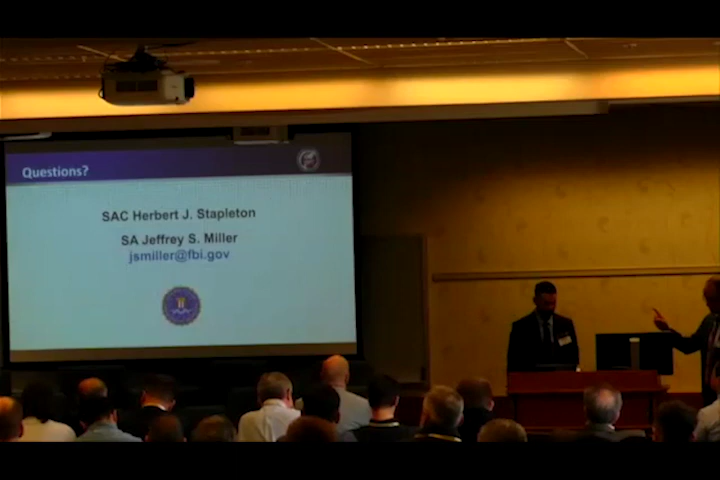 Questions?
SAC Herbert J. Stapleton
SA Jeffrey S. Miller
jsmiller@fbi.gov